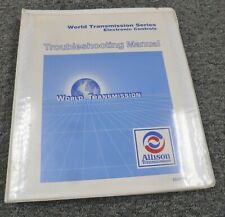 World Transmission Series
Electronic Controls
Troubleshooting Manual
WORLD TRANSMISSION
Allison
Transmission